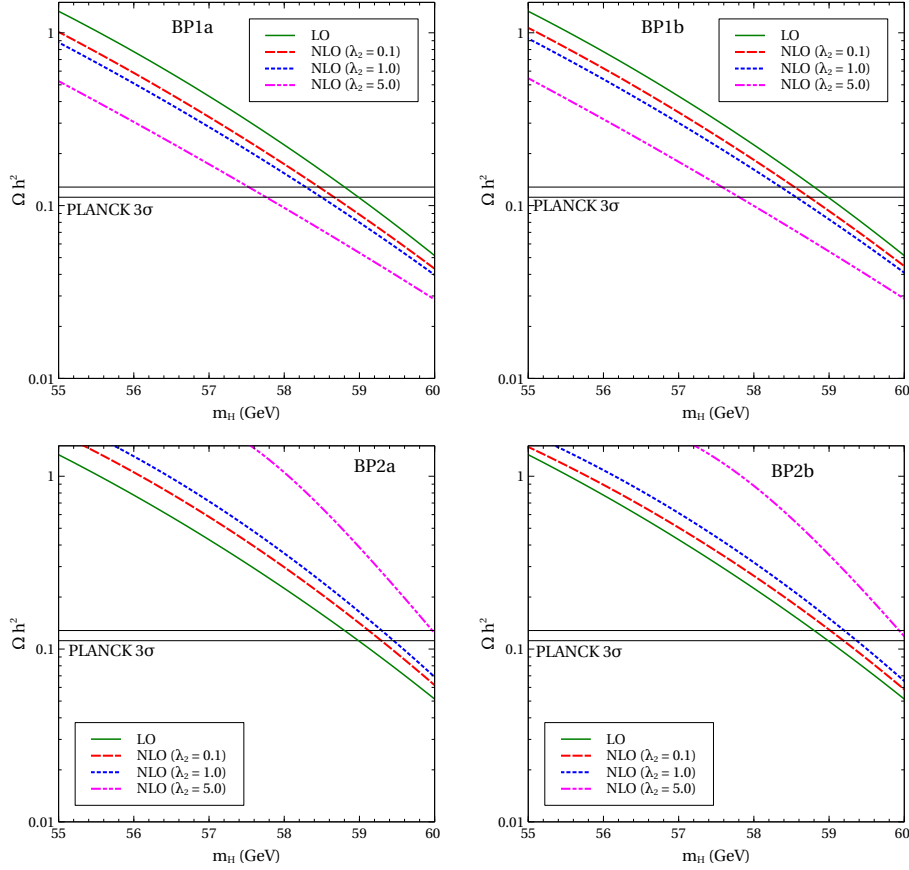 BP1a
LO
NLO (λ₂ = 0.1)
NLO (λ₂ = 1.0)
NLO (λ₂ = 5.0)
1
0.1
0.01
Ω h²
PLANCK 3σ
55 56 57 58 59 60
m_H (GeV)
BP1b
LO
NLO (λ₂ = 0.1)
NLO (λ₂ = 1.0)
NLO (λ₂ = 5.0)
1
0.1
0.01
Ω h²
PLANCK 3σ
55 56 57 58 59 60
m_H (GeV)
BP2a
1
0.1
0.01
Ω h²
PLANCK 3σ
LO
NLO (λ₂ = 0.1)
NLO (λ₂ = 1.0)
NLO (λ₂ = 5.0)
55 56 57 58 59 60
m_H (GeV)
BP2b
1
0.1
0.01
Ω h²
PLANCK 3σ
LO
NLO (λ₂ = 0.1)
NLO (λ₂ = 1.0)
NLO (λ₂ = 5.0)
55 56 57 58 59 60
m_H (GeV)